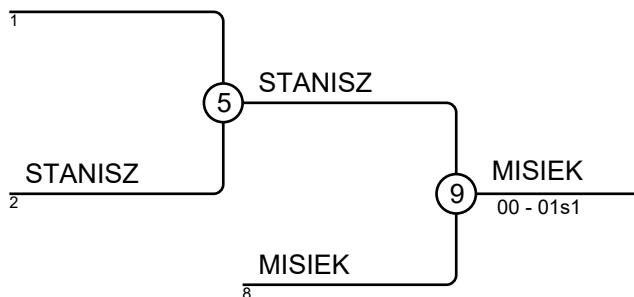 1
STANISZ
5
STANISZ
2
MISIEK
9
00 - 01s1
MISIEK
8